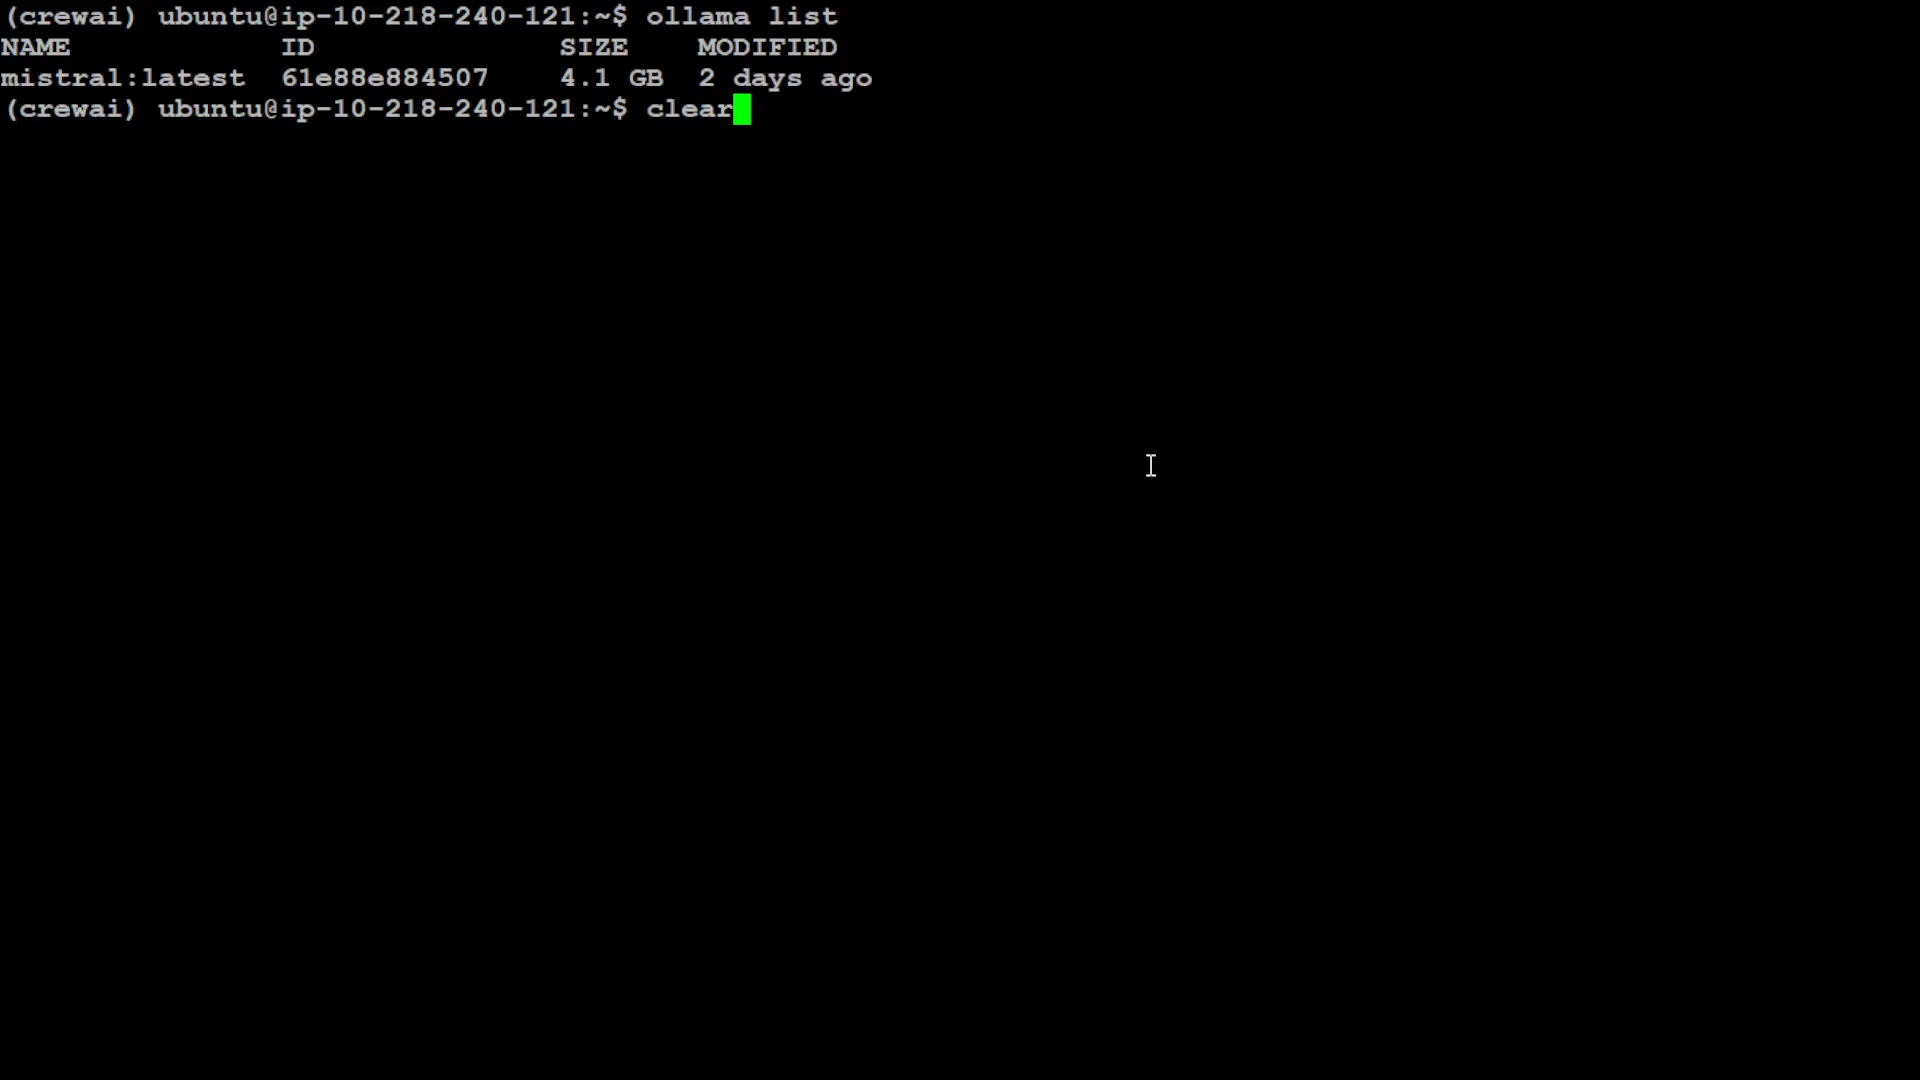 (crewai) ubuntu@ip-10-218-240-121:~$ ollama list
NAME ID SIZE MODIFIED
mistral:latest 61e88e884507 4.1 GB 2 days ago
(crewai) ubuntu@ip-10-218-240-121:~$ clear